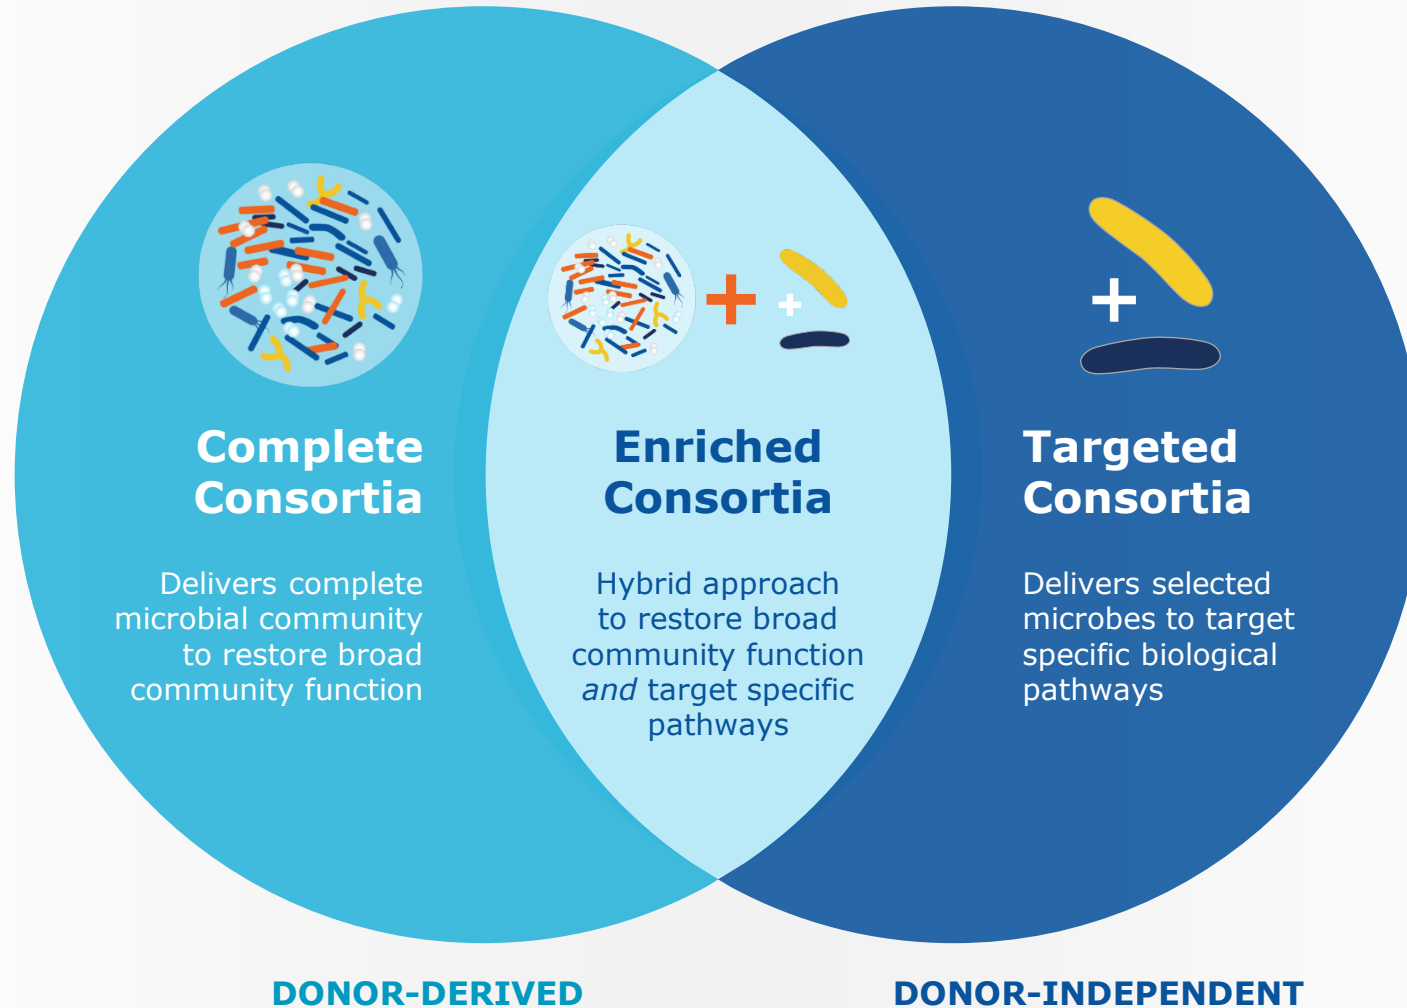 Complete
Consortia
Delivers complete
microbial community
to restore broad
community function
Enriched
Consortia
Hybrid approach
to restore broad
community function
and target specific
pathways
Targeted
Consortia
Delivers selected
microbes to target
specific biological
pathways
DONOR-DERIVED
DONOR-INDEPENDENT